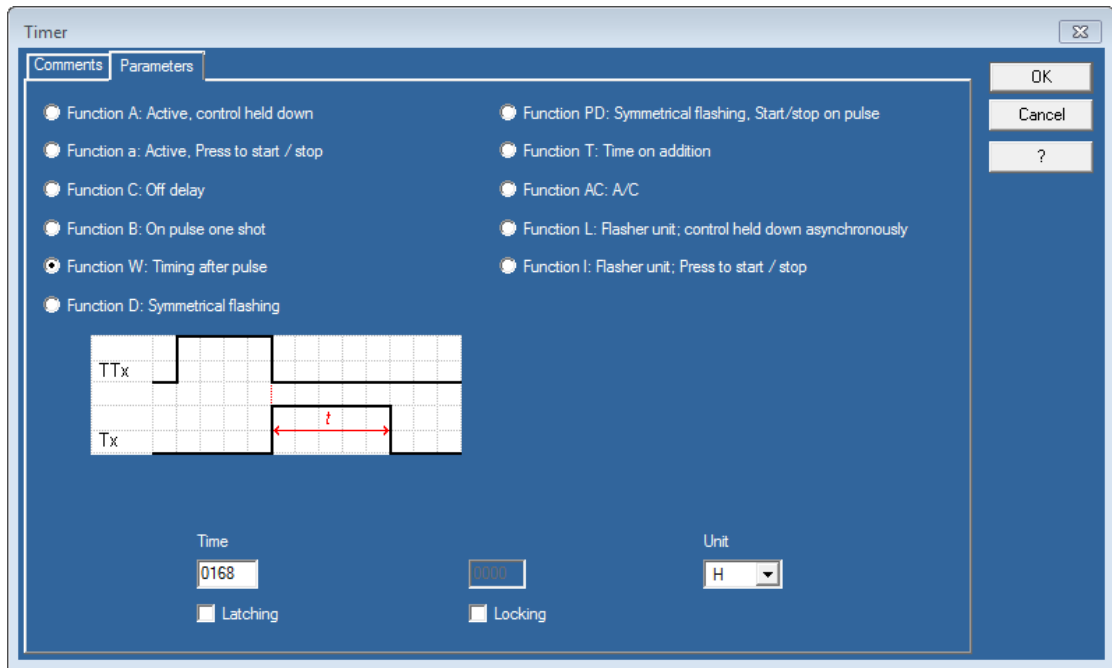 Timer
Comments Parameters
OK
Cancel
?
Function A: Active, control held down
Function a: Active, Press to start / stop
Function C: Off delay
Function B: On pulse one shot
Function W: Timing after pulse
Function D: Symmetrical flashing
Function PD: Symmetrical flashing, Start/stop on pulse
Function T: Time on addition
Function AC: A/C
Function L: Flasher unit; control held down asynchronously
Function l: Flasher unit; Press to start / stop
TTx
t
Tx
Time
Unit
0168
0000
H
Latching
Locking